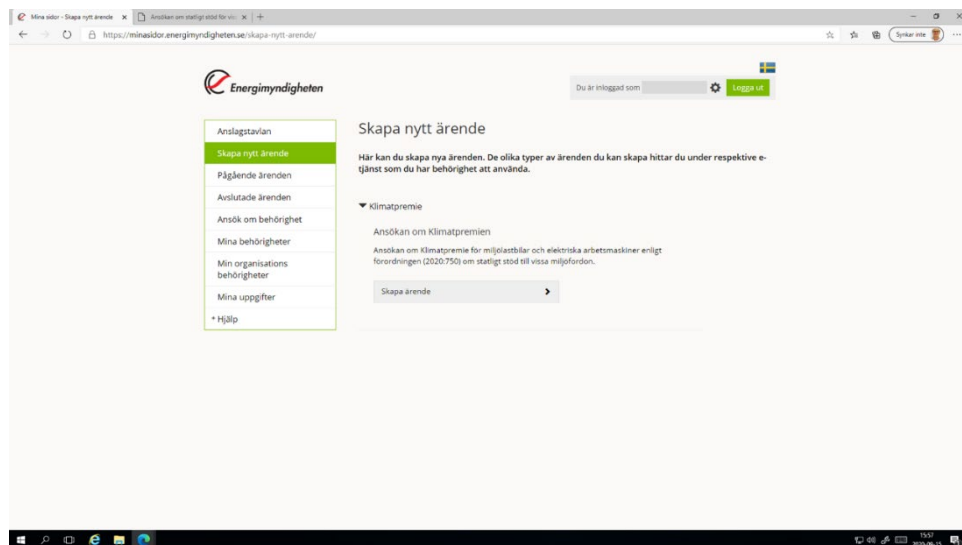 Mina sidor - Skapa nytt ärende
Ansökan om statligt stöd för vis
https://minasidor.energimyndigheten.se/skapa-nytt-arende/
Synkar inte
Energimyndigheten
Du är inloggad som
Logga ut
Anslagstavlan
Skapa nytt ärende
Pågående ärenden
Avslutade ärenden
Ansök om behörighet
Mina behörigheter
Min organisations
behörigheter
Mina uppgifter
Hjälp
Skapa nytt ärende
Här kan du skapa nya ärenden. De olika typer av ärenden du kan skapa hittar du under respektive e-
tjänst som du har behörighet att använda.
Klimatpremie
Ansökan om Klimatpremien
Ansökan om Klimatpremie för miljölastbilar och elektriska arbetsmaskiner enligt
förordningen (2020:750) om statligt stöd till vissa miljöfordon.
Skapa ärende
15:57
2020-09-15